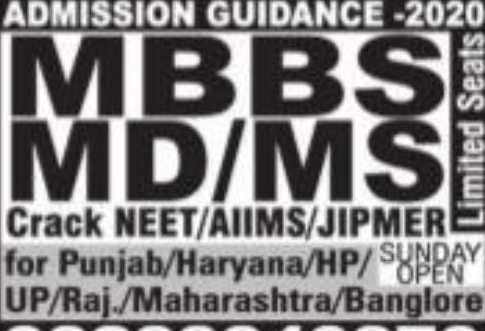 ADMISSION GUIDANCE -2020
MBBS
MD/MS
Limited Seats
Crack NEET/AIIMS/JIPMER
for Punjab/Haryana/HP/
SUNDAY
OPEN
UP/Raj./Maharashtra/Banglore